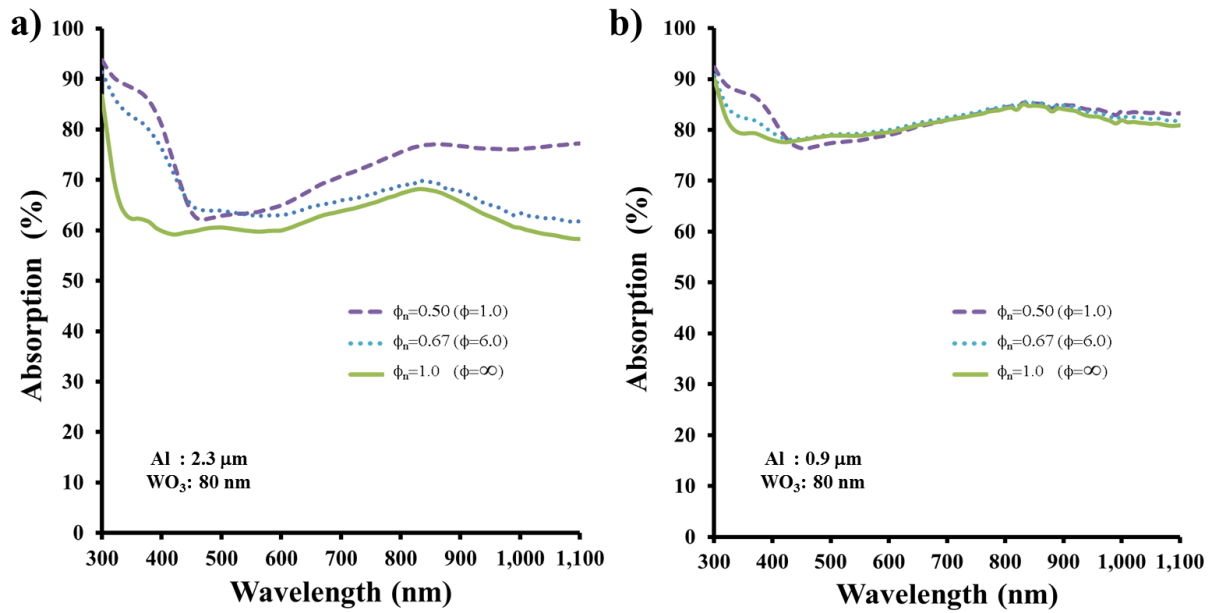 a)
Absorption (%)
100
90
80
70
60
50
40
30
20
10
0
ϕn=0.50 (ϕ=1.0)
ϕn=0.67 (ϕ=6.0)
ϕn=1.0 (ϕ=∞)
Al : 2.3 μm
WO3: 80 nm
300 400 500 600 700 800 900 1,000 1,100
Wavelength (nm)
b)
Absorption (%)
100
90
80
70
60
50
40
30
20
10
0
ϕn=0.50 (ϕ=1.0)
ϕn=0.67 (ϕ=6.0)
ϕn=1.0 (ϕ=∞)
Al : 0.9 μm
WO3: 80 nm
300 400 500 600 700 800 900 1,000 1,100
Wavelength (nm)